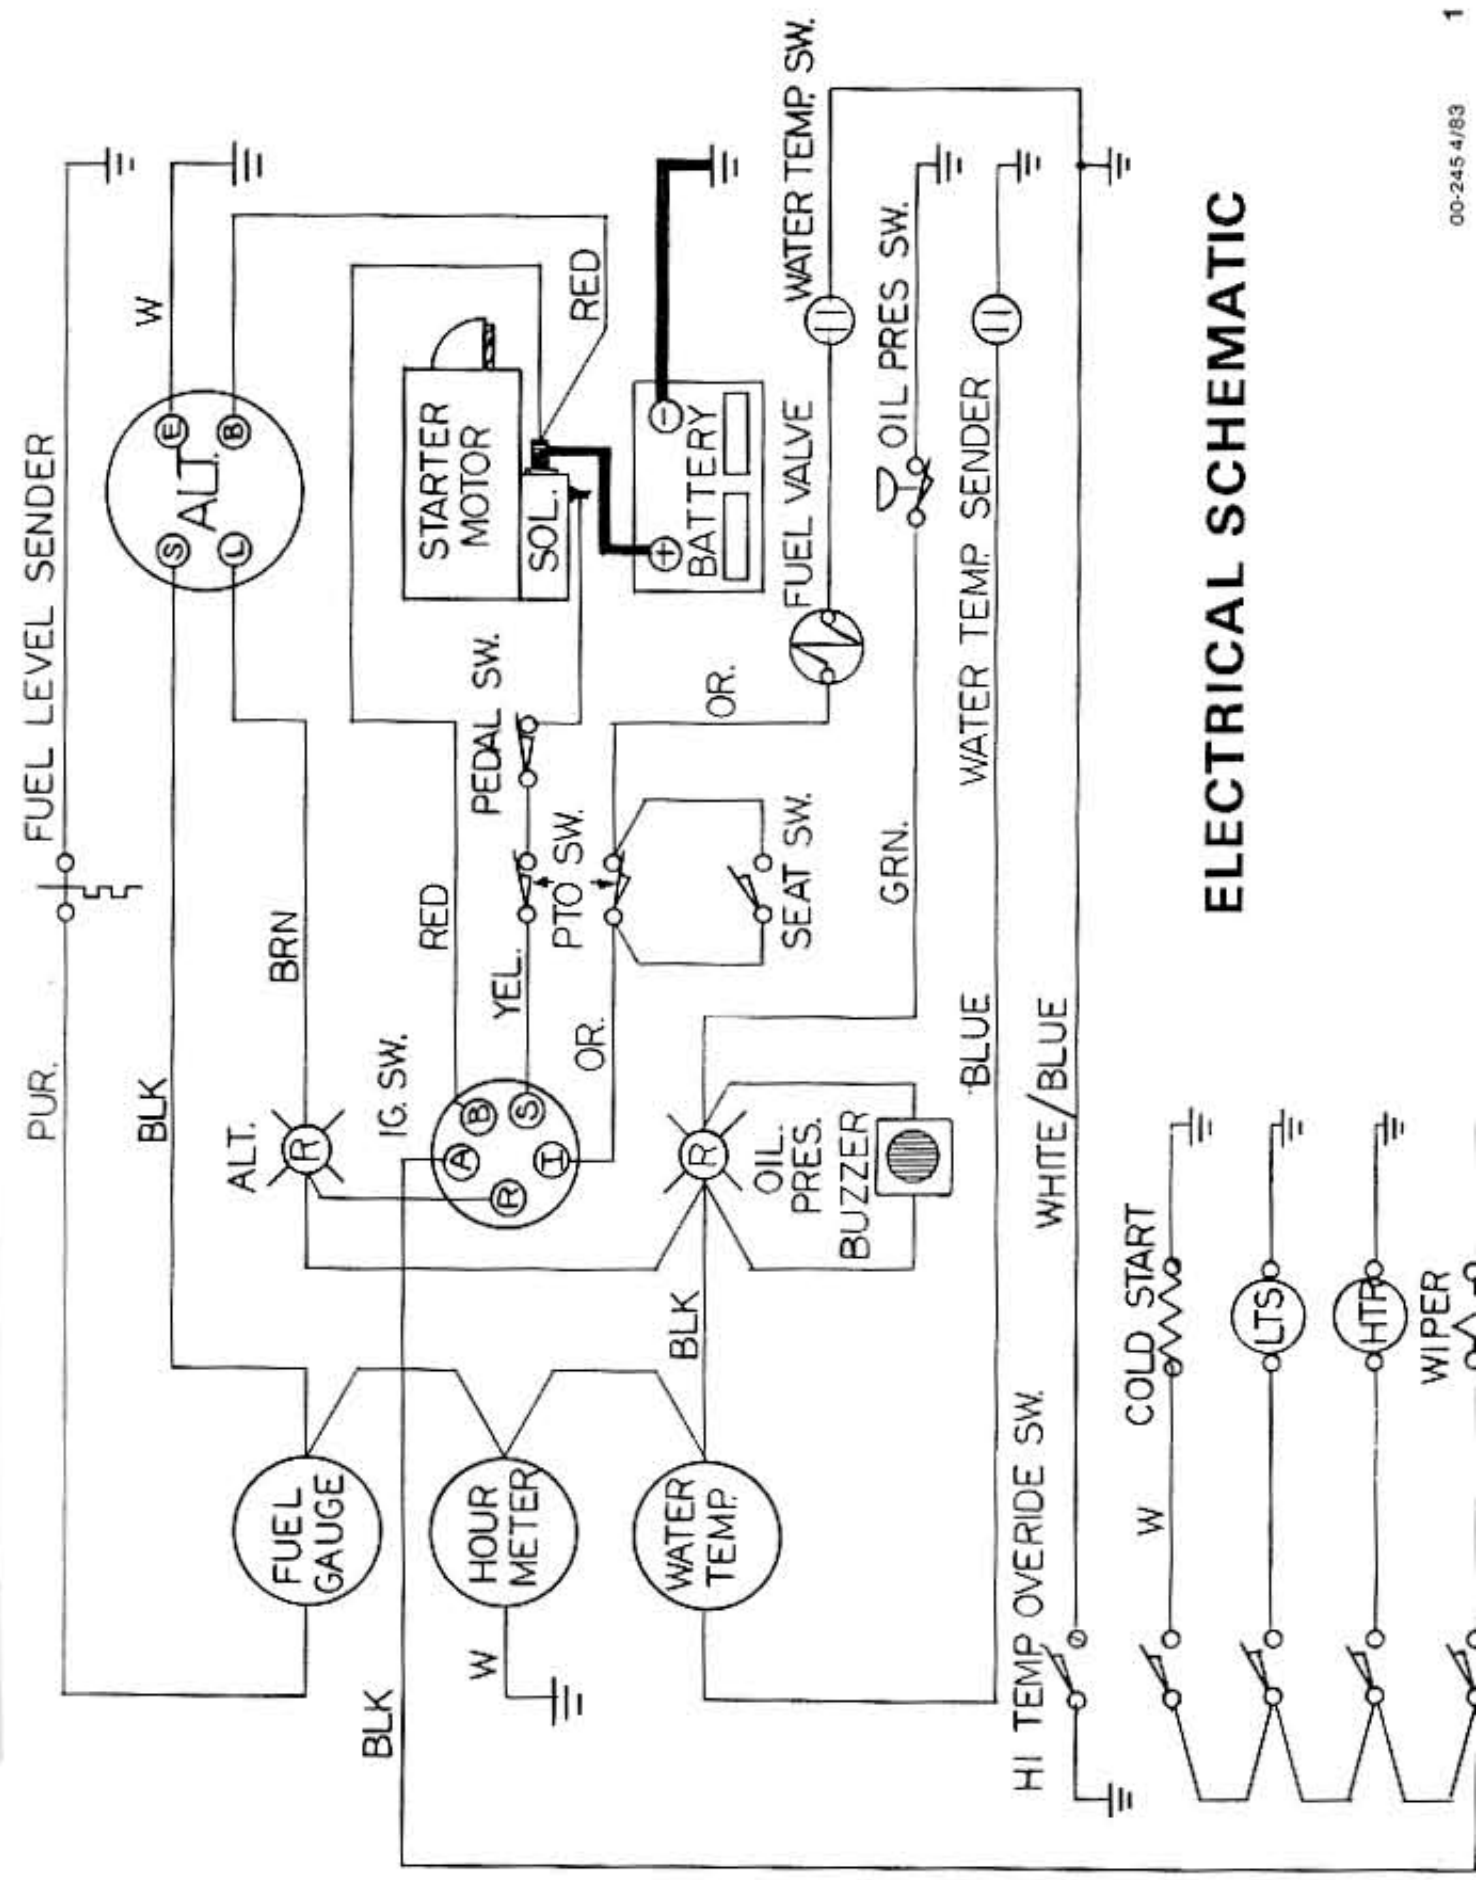 FUEL LEVEL SENDER
PUR.
W
E
B
ALT.
S
L
BLK
BRN
ALT.
R
STARTER
MOTOR
SOL.
RED
BATTERY
+
-
PEDAL SW.
RED
YEL.
PTO SW.
IG. SW.
A
B
S
I
R
OR.
OR.
SEAT SW.
FUEL VALVE
WATER TEMP. SW.
OIL PRES SW.
GRN.
WATER TEMP. SENDER
BLUE
R
OIL.
PRES.
BUZZER
BLK
FUEL
GAUGE
HOUR
METER
W
WATER
TEMP.
BLK
HI TEMP OVERIDE SW.
WHITE/BLUE
COLD START
W
LTS
HTR
WIPER
ELECTRICAL SCHEMATIC
00-245 4/83
1